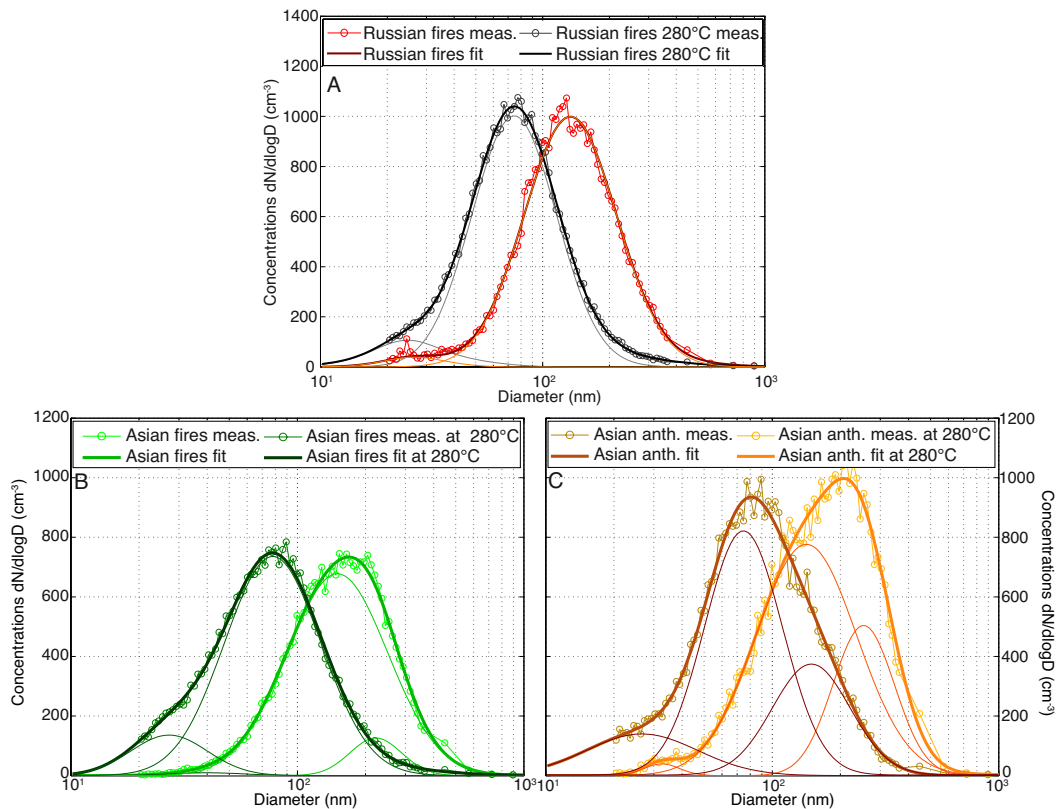 1400
1200
1000
800
600
400
200
0
Concentrations dN/dlogD (cm-3)
Russian fires meas.
Russian fires 280°C meas.
Russian fires fit
Russian fires 280°C fit
A
10¹
10²
10³
Diameter (nm)
1200
1000
800
600
400
200
0
Concentrations dN/dlogD (cm-3)
Asian fires meas.
Asian fires meas. at 280°C
Asian fires fit
Asian fires fit at 280°C
B
10¹
10²
10³
Diameter (nm)
Asian anth. meas.
Asian anth. meas. at 280°C
Asian anth. fit
Asian anth. fit at 280°C
C
1200
1000
800
600
400
200
0
Concentrations dN/dlogD (cm-3)
10¹
10²
10³
Diameter (nm)